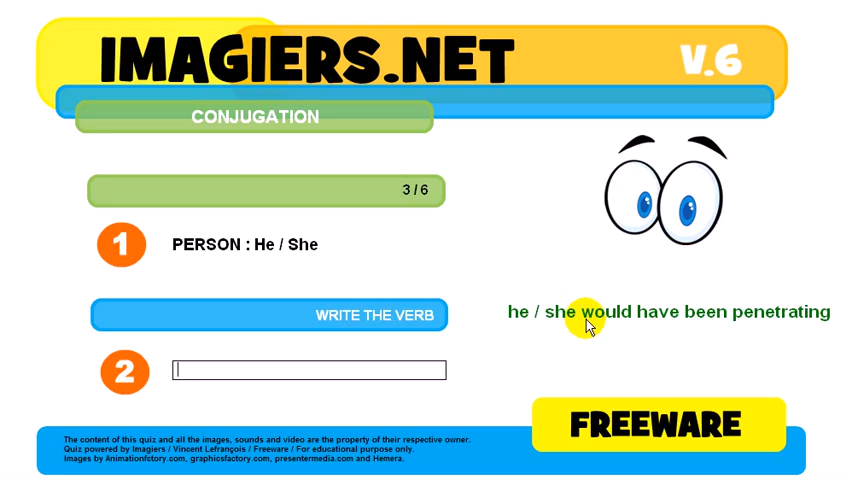 IMAGIERS.NET
V.6
CONJUGATION
3 / 6
1
PERSON : He / She
WRITE THE VERB
he / she would have been penetrating
2
FREEWARE
The content of this quiz and all the images, sounds and video are the property of their respective owner.
Quiz powered by Imagiers / Vincent Lefrançois / Freeware / For educational purpose only.
Images by Animationfctory.com, graphicsfactory.com, presentermedia.com and Hemera.